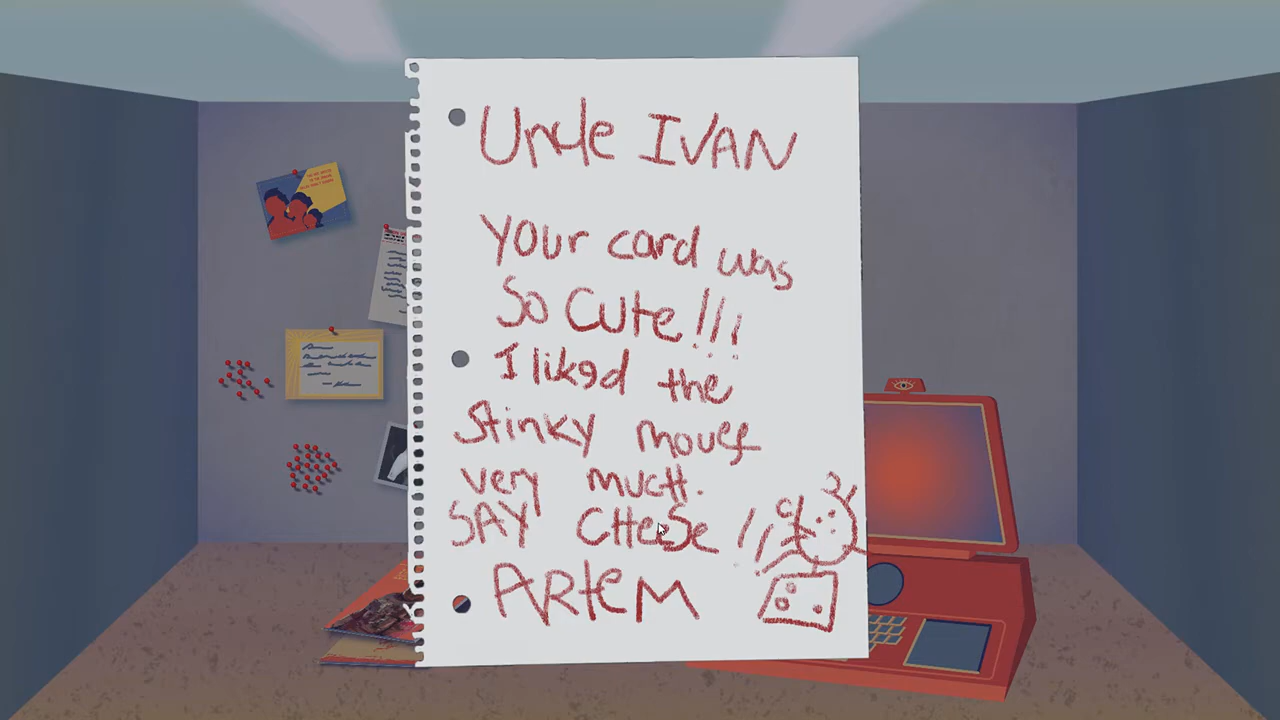 Uncle IVAN
Your card was
So Cute!!!
I liked the
Stinky mouse
very mucH.
SAY CHeeSe !!
ARteM